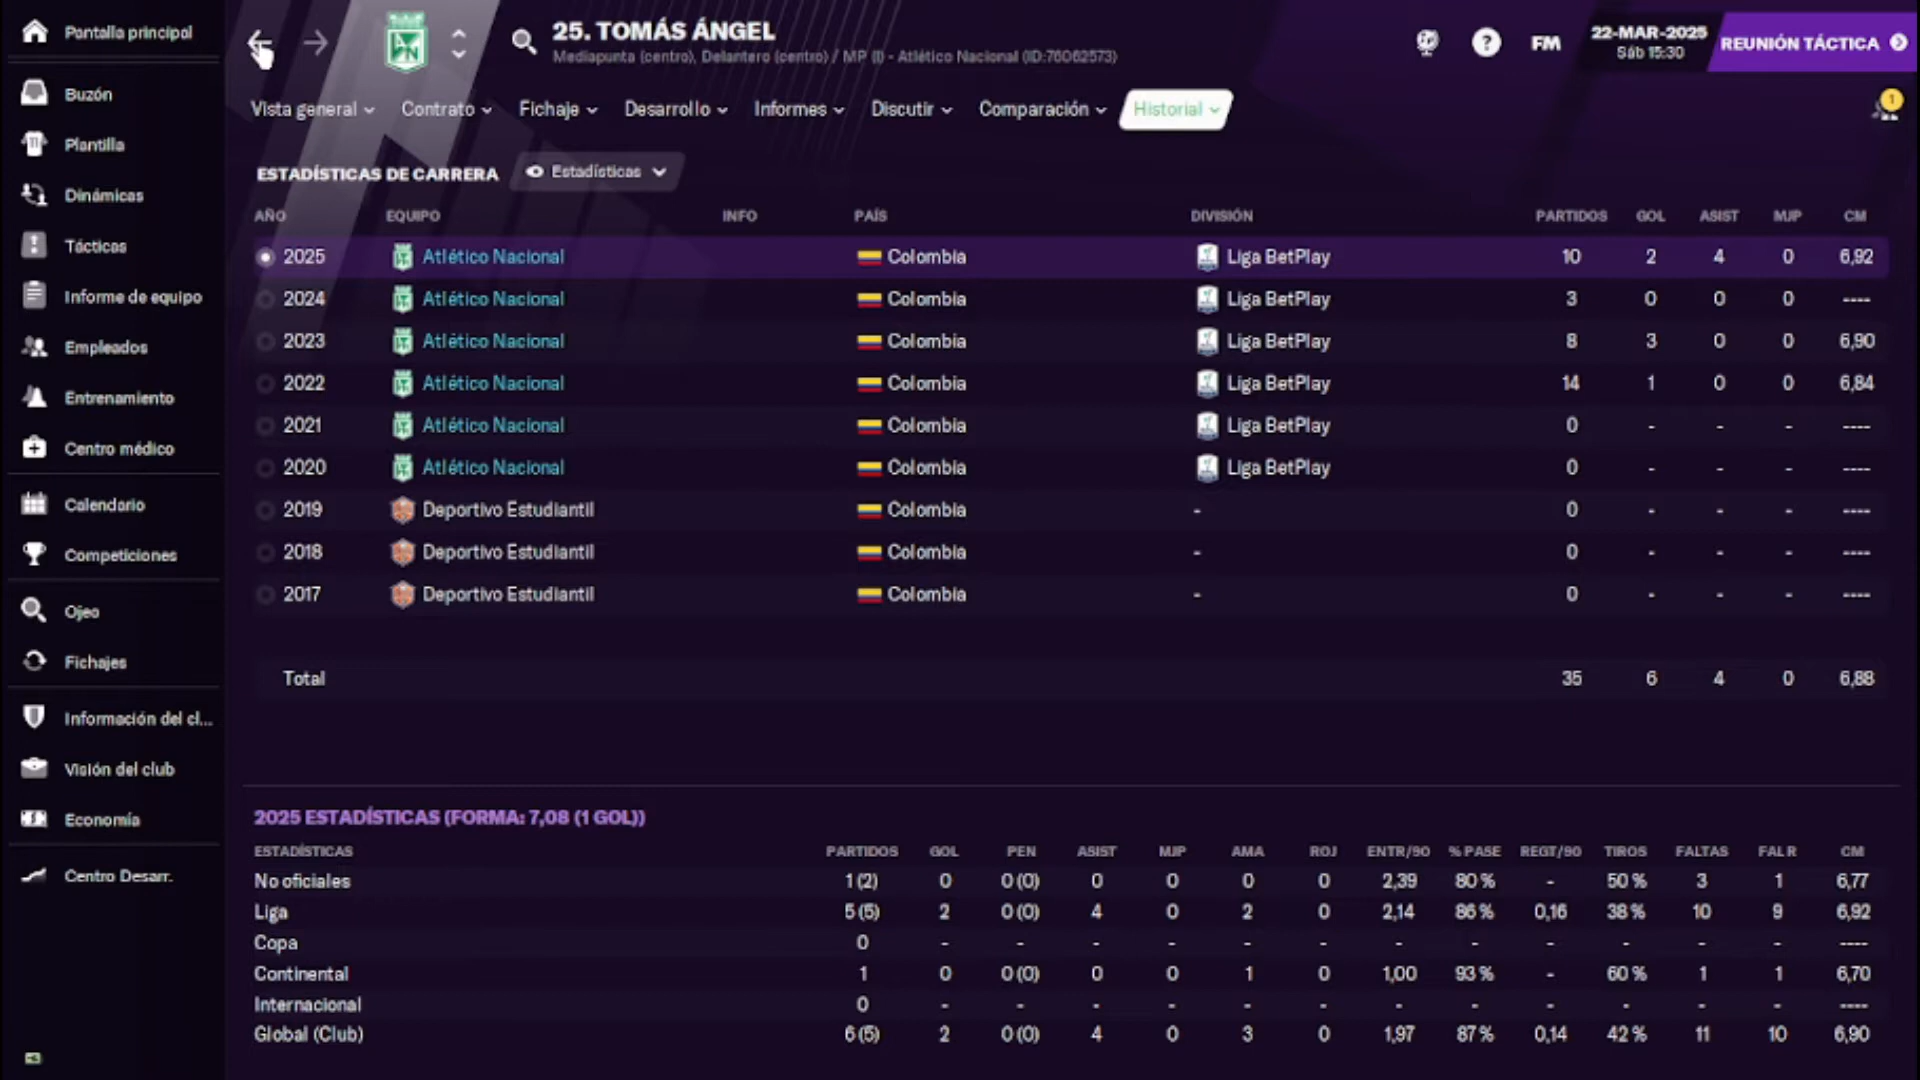 Pantalla principal
Buzón
Plantilla
Dinámicas
Tácticas
Informe de equipo
Empleados
Entrenamiento
Centro médico
Calendario
Competiciones
Ojeo
Fichajes
Información del cl...
Visión del club
Economía
Centro Desarr.
25. TOMÁS ÁNGEL
Mediapunta (centro), Delantero (centro) / MP (I) - Atlético Nacional (ID:76062573)
? FM
22-MAR-2025
Sáb 15:30
REUNIÓN TÁCTICA
Vista general Contrato Fichaje Desarrollo Informes Discutir Comparación Historial
1
ESTADÍSTICAS DE CARRERA Estadísticas
AÑO EQUIPO INFO PAÍS DIVISIÓN PARTIDOS GOL ASIST MJP CM
2025 Atlético Nacional Colombia Liga BetPlay 10 2 4 0 6,92
2024 Atlético Nacional Colombia Liga BetPlay 3 0 0 0 ----
2023 Atlético Nacional Colombia Liga BetPlay 8 3 0 0 6,90
2022 Atlético Nacional Colombia Liga BetPlay 14 1 0 0 6,84
2021 Atlético Nacional Colombia Liga BetPlay 0 - - - ----
2020 Atlético Nacional Colombia Liga BetPlay 0 - - - ----
2019 Deportivo Estudiantil Colombia - 0 - - - ----
2018 Deportivo Estudiantil Colombia - 0 - - - ----
2017 Deportivo Estudiantil Colombia - 0 - - - ----
Total 35 6 4 0 6,88
2025 ESTADÍSTICAS (FORMA: 7,08 (1 GOL))
ESTADÍSTICAS PARTIDOS GOL PEN ASIST MJP AMA ROJ ENTR/90 % PASE REGT/90 TIROS FALTAS FAL R CM
No oficiales 1 (2) 0 0 (0) 0 0 0 0 2,39 80 % - 50 % 3 1 6,77
Liga 5 (5) 2 0 (0) 4 0 2 0 2,14 86 % 0,16 38 % 10 9 6,92
Copa 0 - - - - - - - - - - - - ----
Continental 1 0 0 (0) 0 0 1 0 1,00 93 % - 60 % 1 1 6,70
Internacional 0 - - - - - - - - - - - - ----
Global (Club) 6 (5) 2 0 (0) 4 0 3 0 1,97 87 % 0,14 42 % 11 10 6,90